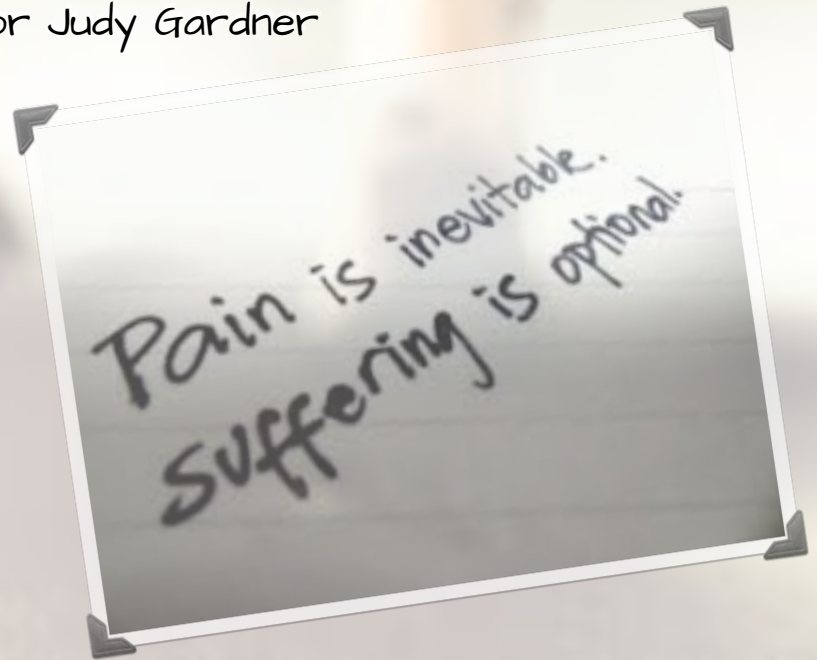 or Judy Gardner
Pain is inevitable.
Suffering is optional.